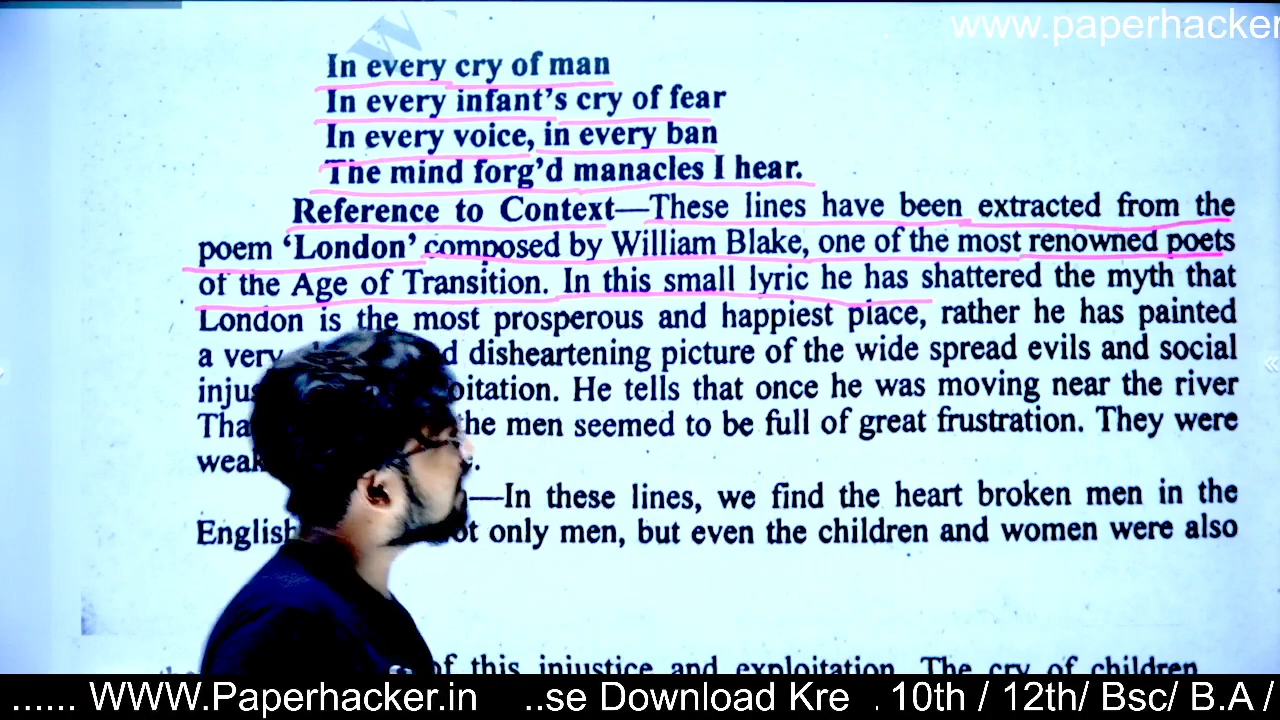 www.paperhacker
W
In every cry of man
In every infant's cry of fear
In every voice, in every ban
The mind forg'd manacles I hear.
Reference to Context—These lines have been extracted from the
poem 'London' composed by William Blake, one of the most renowned poets
of the Age of Transition. In this small lyric he has shattered the myth that
London is the most prosperous and happiest place, rather he has painted
a very d disheartening picture of the wide spread evils and social
injus oitation. He tells that once he was moving near the river
Tha the men seemed to be full of great frustration. They were
weak .
—In these lines, we find the heart broken men in the
English ot only men, but even the children and women were also
of this injustice and exploitation. The cry of children
...... WWW.Paperhacker.in ..se Download Kre . 10th / 12th/ Bsc/ B.A /